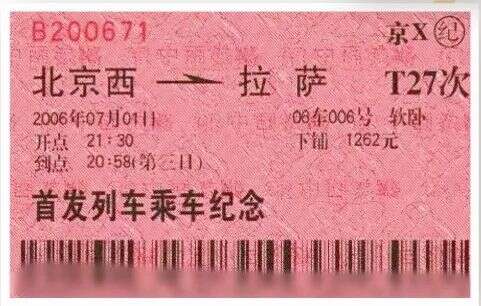 B200671 京X㊋
北京西 → 拉萨 T27次
2006年07月01日 06车006号 软卧
开点 21:30 下铺 1262元
到点 20:58(第三日)
首发列车乘车纪念